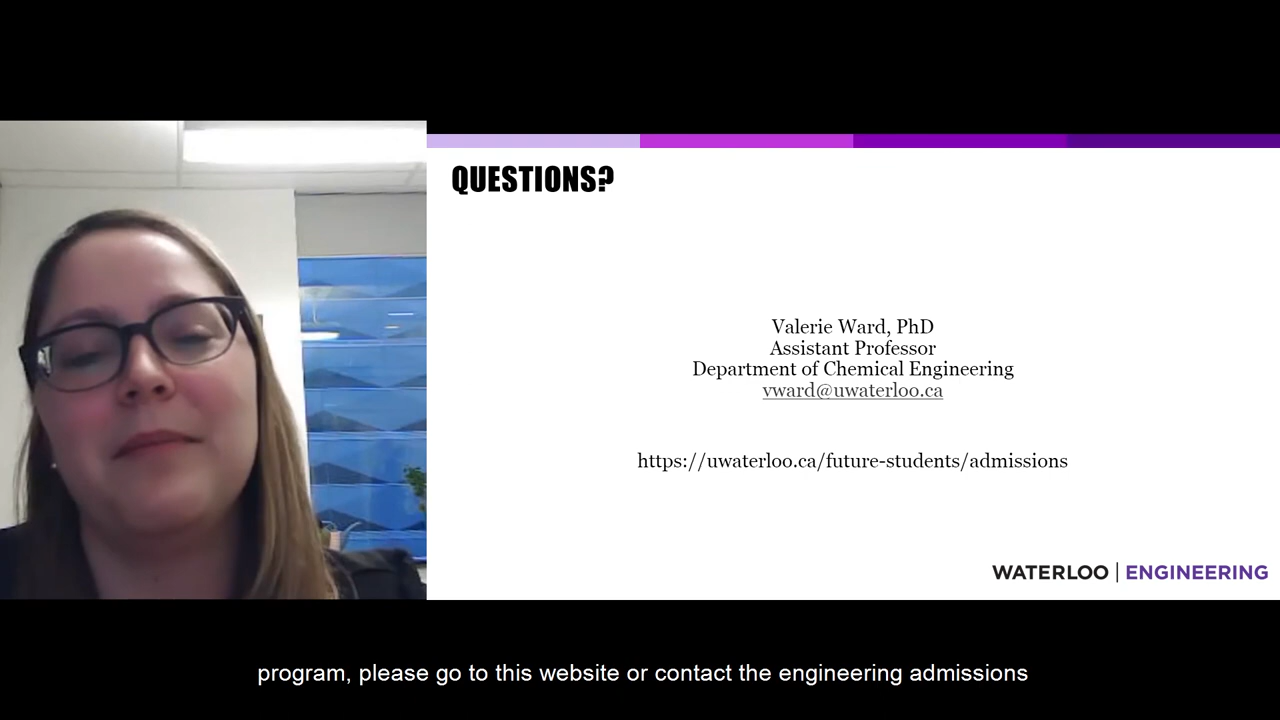 QUESTIONS?
Valerie Ward, PhD
Assistant Professor
Department of Chemical Engineering
vward@uwaterloo.ca
https://uwaterloo.ca/future-students/admissions
WATERLOO | ENGINEERING
program, please go to this website or contact the engineering admissions